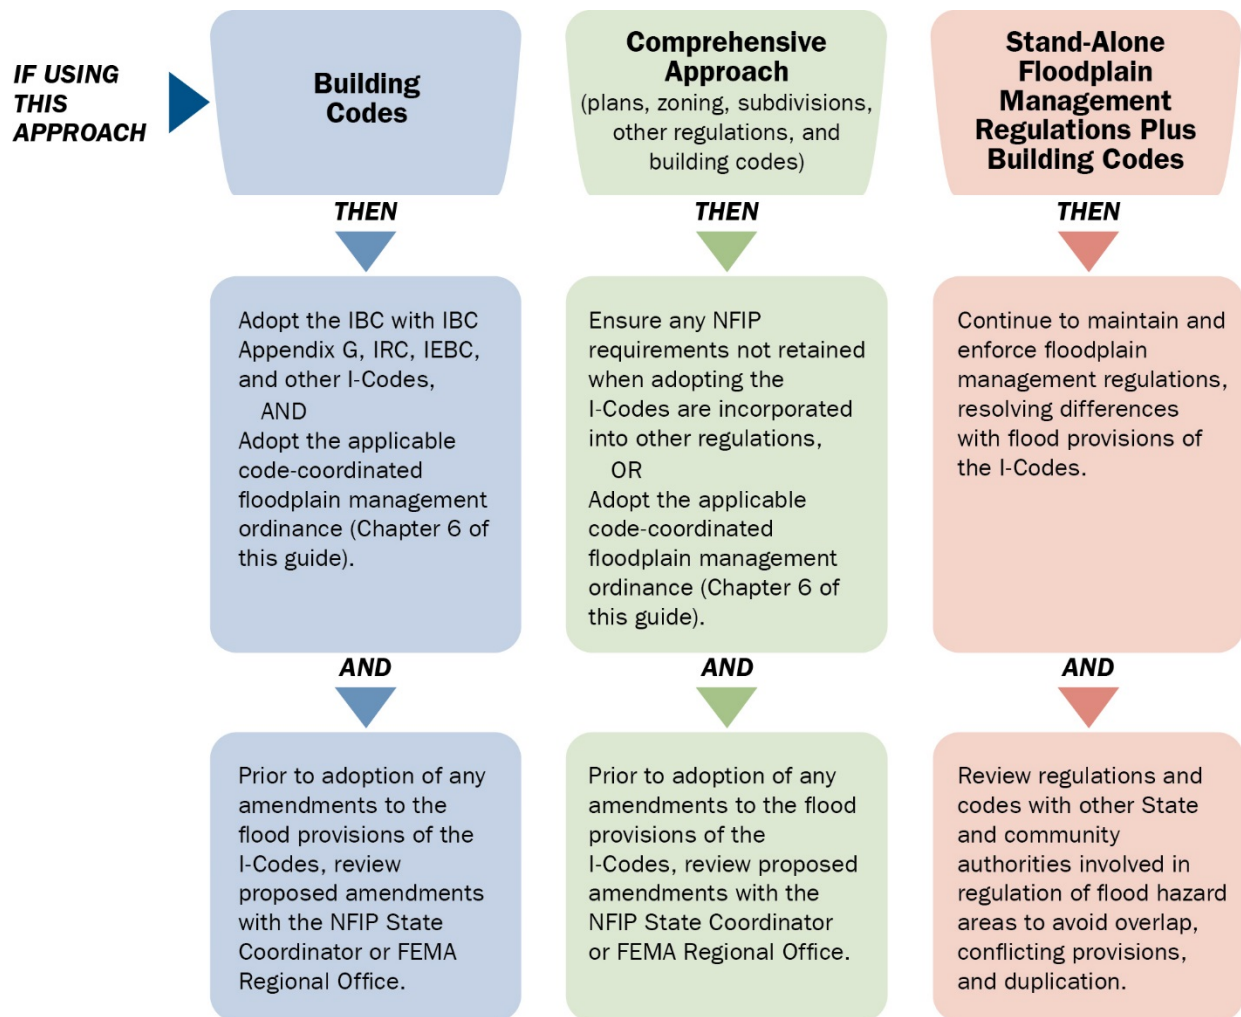 IF USING
THIS
APPROACH
Building
Codes
Comprehensive
Approach
(plans, zoning, subdivisions,
other regulations, and
building codes)
Stand-Alone
Floodplain
Management
Regulations Plus
Building Codes
THEN
THEN
THEN
Adopt the IBC with IBC
Appendix G, IRC, IEBC,
and other I-Codes,
AND
Adopt the applicable
code-coordinated
floodplain management
ordinance (Chapter 6 of
this guide).
Ensure any NFIP
requirements not retained
when adopting the
I-Codes are incorporated
into other regulations,
OR
Adopt the applicable
code-coordinated
floodplain management
ordinance (Chapter 6 of
this guide).
Continue to maintain and
enforce floodplain
management regulations,
resolving differences
with flood provisions of
the I-Codes.
AND
AND
AND
Prior to adoption of any
amendments to the
flood provisions of the
I-Codes, review
proposed amendments
with the NFIP State
Coordinator or FEMA
Regional Office.
Prior to adoption of any
amendments to the flood
provisions of the
I-Codes, review proposed
amendments with the
NFIP State Coordinator
or FEMA Regional Office.
Review regulations and
codes with other State
and community
authorities involved in
regulation of flood hazard
areas to avoid overlap,
conflicting provisions,
and duplication.